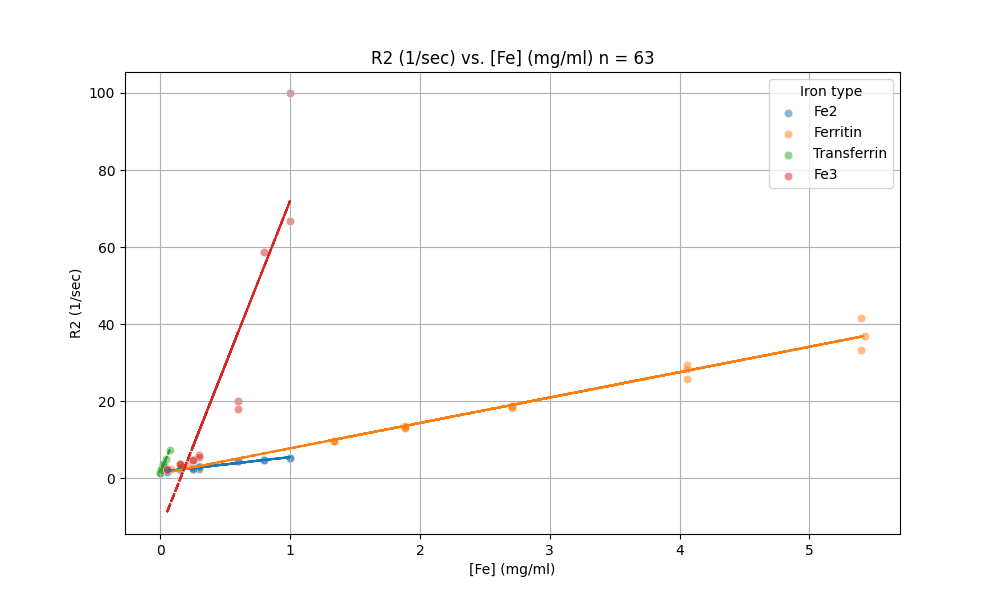 R2 (1/sec) vs. [Fe] (mg/ml) n = 63
Iron type
Fe2
Ferritin
Transferrin
Fe3
R2 (1/sec)
100
80
60
40
20
0
0 1 2 3 4 5
[Fe] (mg/ml)